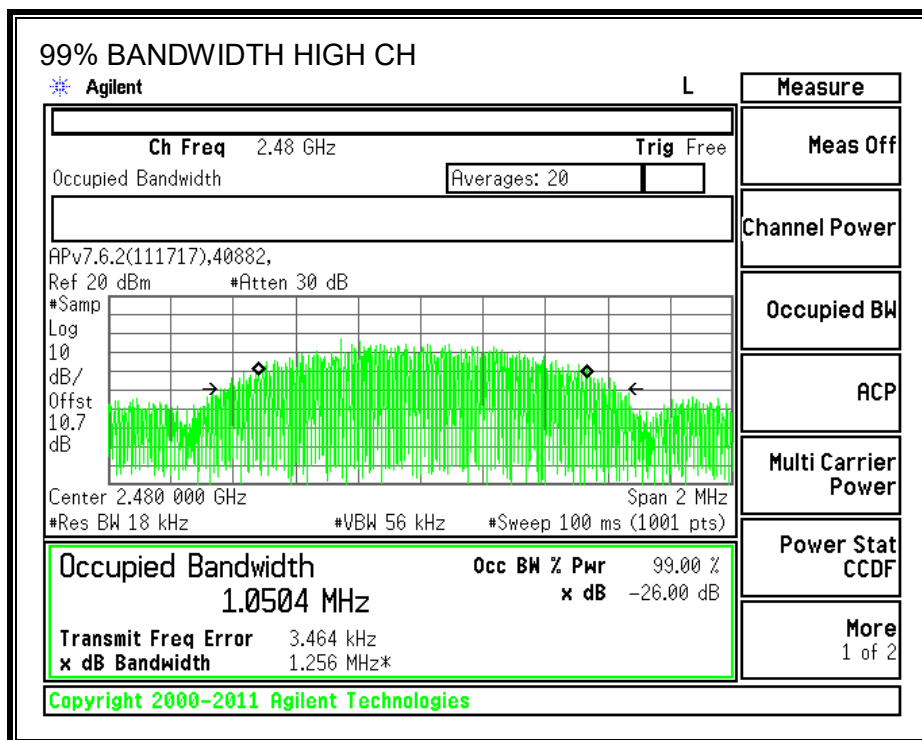 99% BANDWIDTH HIGH CH
Agilent L
Ch Freq 2.48 GHz Trig Free
Occupied Bandwidth Averages: 20
APv7.6.2(111717),40882,
Ref 20 dBm #Atten 30 dB
#Samp
Log
10
dB/
Offst
10.7
dB
Center 2.480 000 GHz Span 2 MHz
#Res BW 18 kHz #VBW 56 kHz #Sweep 100 ms (1001 pts)
Occupied Bandwidth Occ BW % Pwr 99.00 %
1.0504 MHz x dB -26.00 dB
Transmit Freq Error 3.464 kHz
x dB Bandwidth 1.256 MHz*
Copyright 2000-2011 Agilent Technologies
Measure
Meas Off
Channel Power
Occupied BW
ACP
Multi Carrier
Power
Power Stat
CCDF
More
1 of 2